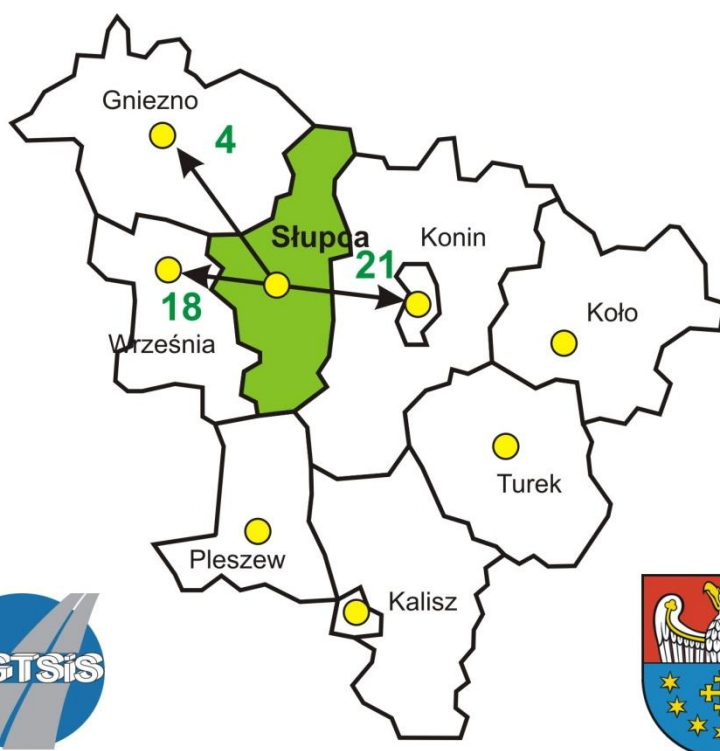 Gniezno
4
Słupca
Konin
21
18
Września
Koło
Turek
Pleszew
Kalisz
GTSiS